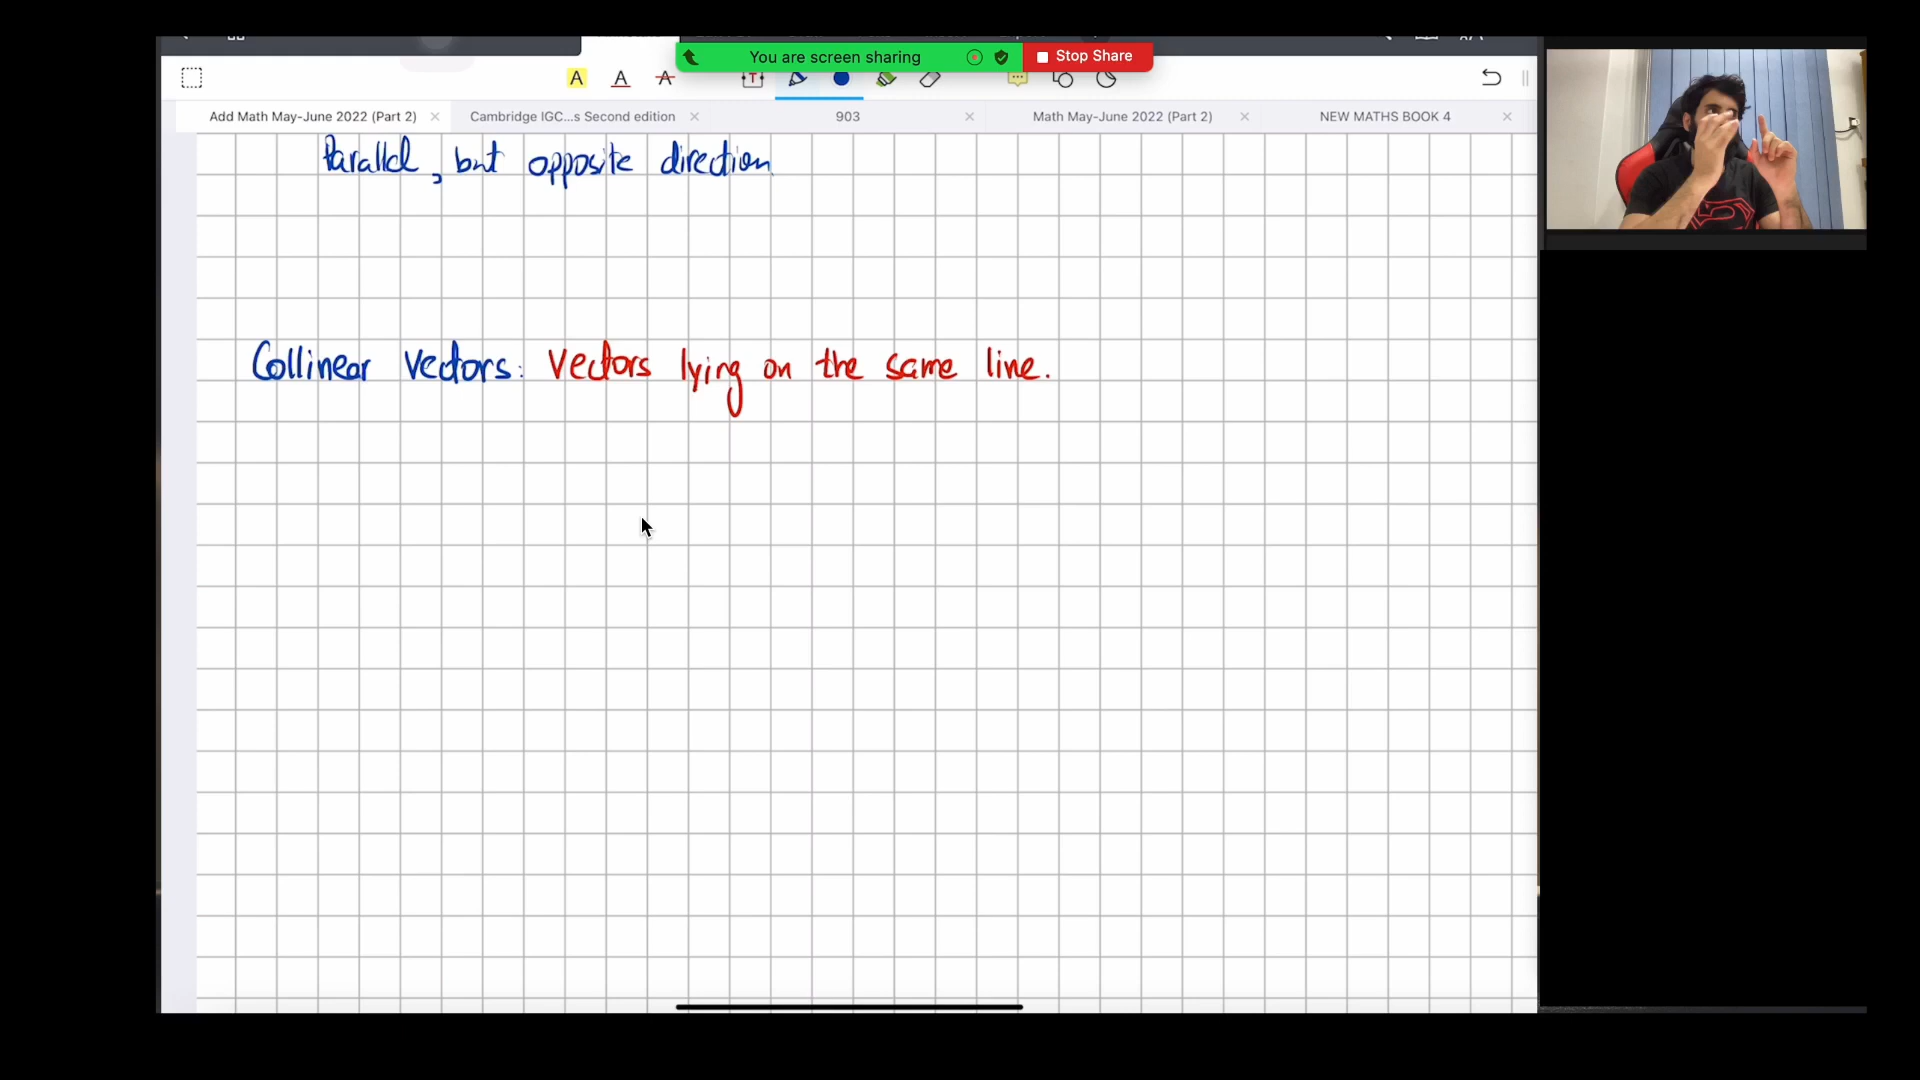 You are screen sharing
Stop Share
A A A T
Add Math May-June 2022 (Part 2)
Cambridge IGC...s Second edition
903
Math May-June 2022 (Part 2)
NEW MATHS BOOK 4
Parallel, but opposite direction
Collinear Vectors: Vectors lying on the same line.